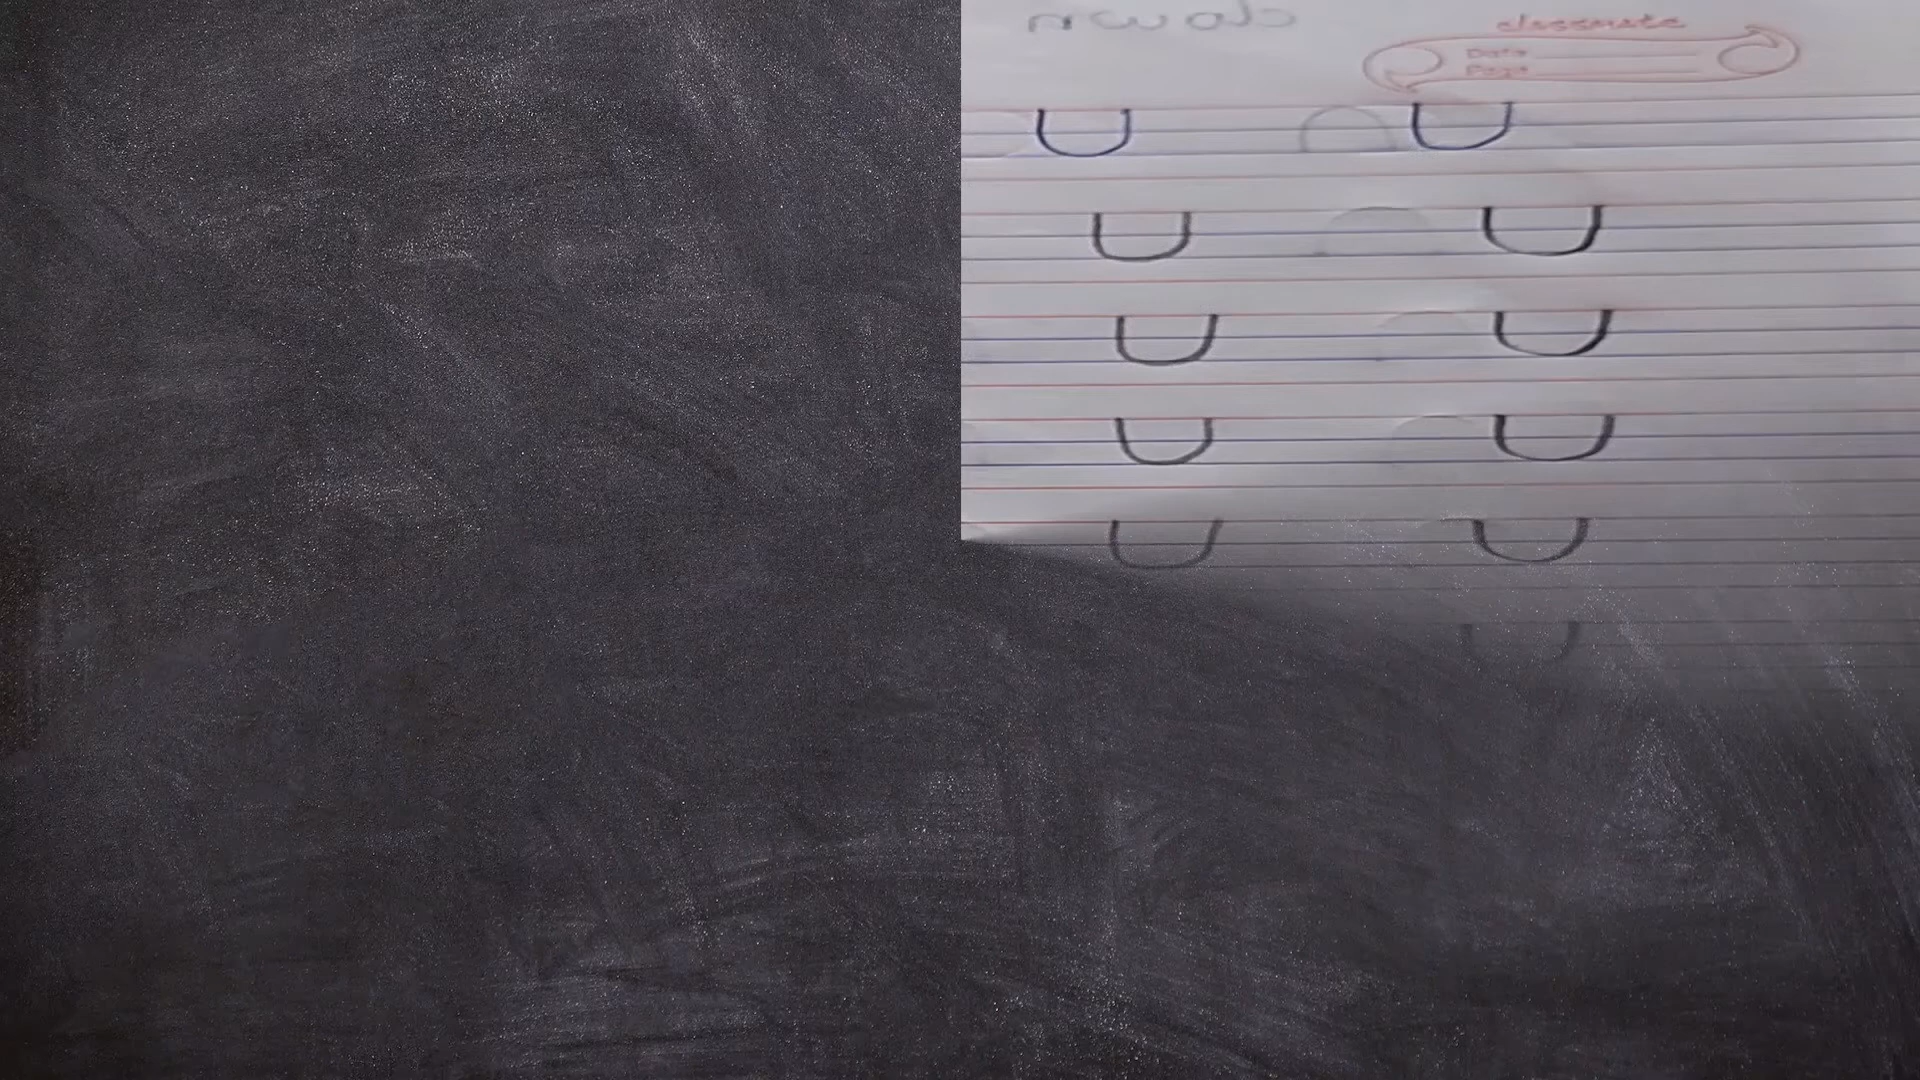 classmate
Date
Page
U U
U U
U U
U U
U U
U